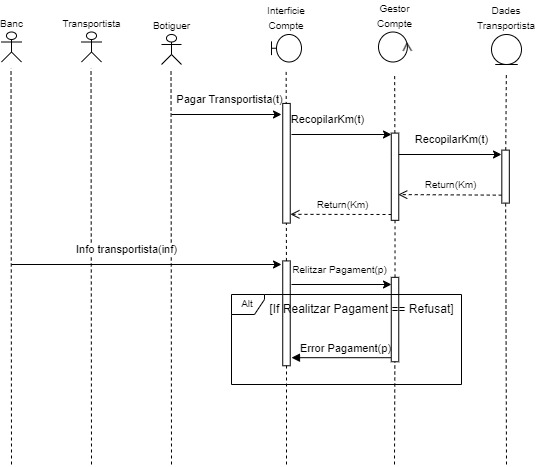 Banc
Transportista
Botiguer
Interfície
Compte
Gestor
Compte
Dades
Transportista
Pagar Transportista(t)
RecopilarKm(t)
RecopilarKm(t)
Return(Km)
Return(Km)
Info transportista(inf)
Relitzar Pagament(p)
Alt
[If Realitzar Pagament == Refusat]
Error Pagament(p)